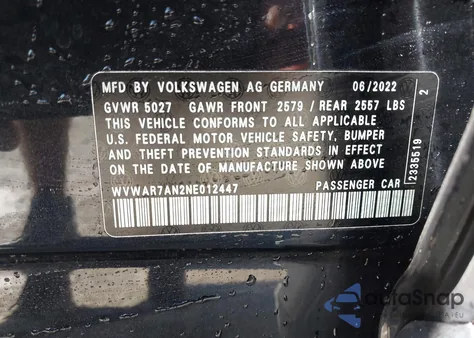 MFD BY VOLKSWAGEN AG GERMANY 06/2022
GVWR 5027 GAWR FRONT 2579 / REAR 2557 LBS
THIS VEHICLE CONFORMS TO ALL APPLICABLE
U.S. FEDERAL MOTOR VEHICLE SAFETY, BUMPER
AND THEFT PREVENTION STANDARDS IN EFFECT
ON THE DATE OF MANUFACTURE SHOWN ABOVE
WVWAR7AN2NE012447 PASSENGER CAR
2335519 2